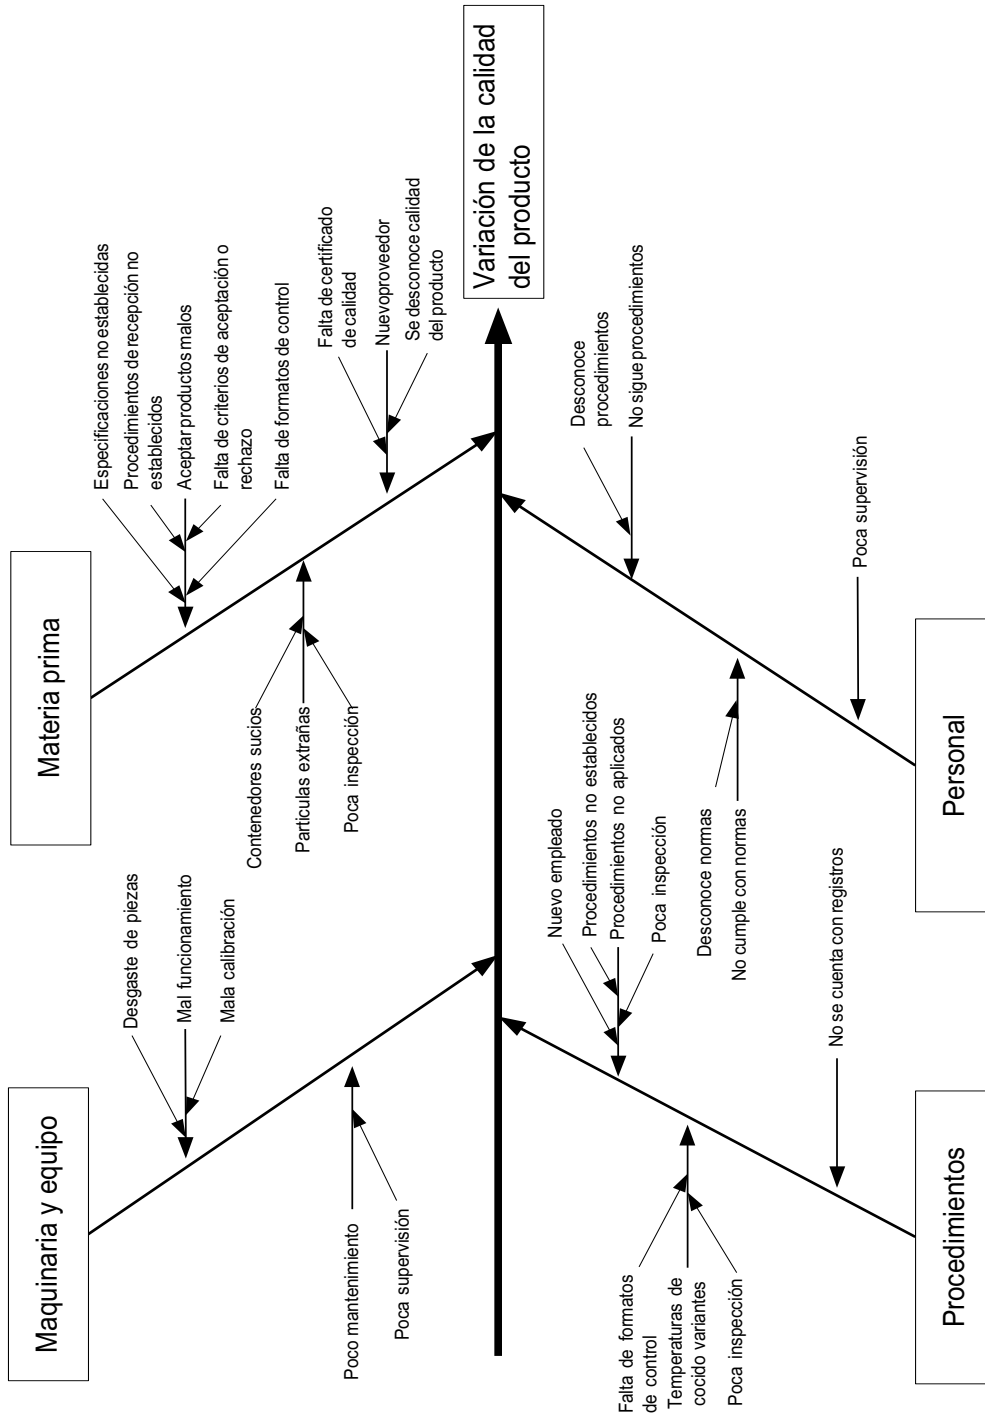 Maquinaria y equipo
Materia prima
Desgaste de piezas
Mal funcionamiento
Mala calibración
Poco mantenimiento
Poca supervisión
Especificaciones no establecidas
Procedimientos de recepción no
establecidos
Aceptar productos malos
Falta de criterios de aceptación o
rechazo
Falta de formatos de control
Contenedores sucios
Particulas extrañas
Poca inspección
Falta de certificado
de calidad
Nuevo proveedor
Se desconoce calidad
del producto
Variación de la calidad
del producto
Nuevo empleado
Procedimientos no establecidos
Procedimientos no aplicados
Poca inspección
Falta de formatos
de control
Temperaturas de
cocido variantes
Poca inspección
No se cuenta con registros
Desconoce
procedimientos
No sigue procedimientos
Desconoce normas
No cumple con normas
Poca supervisión
Procedimientos
Personal